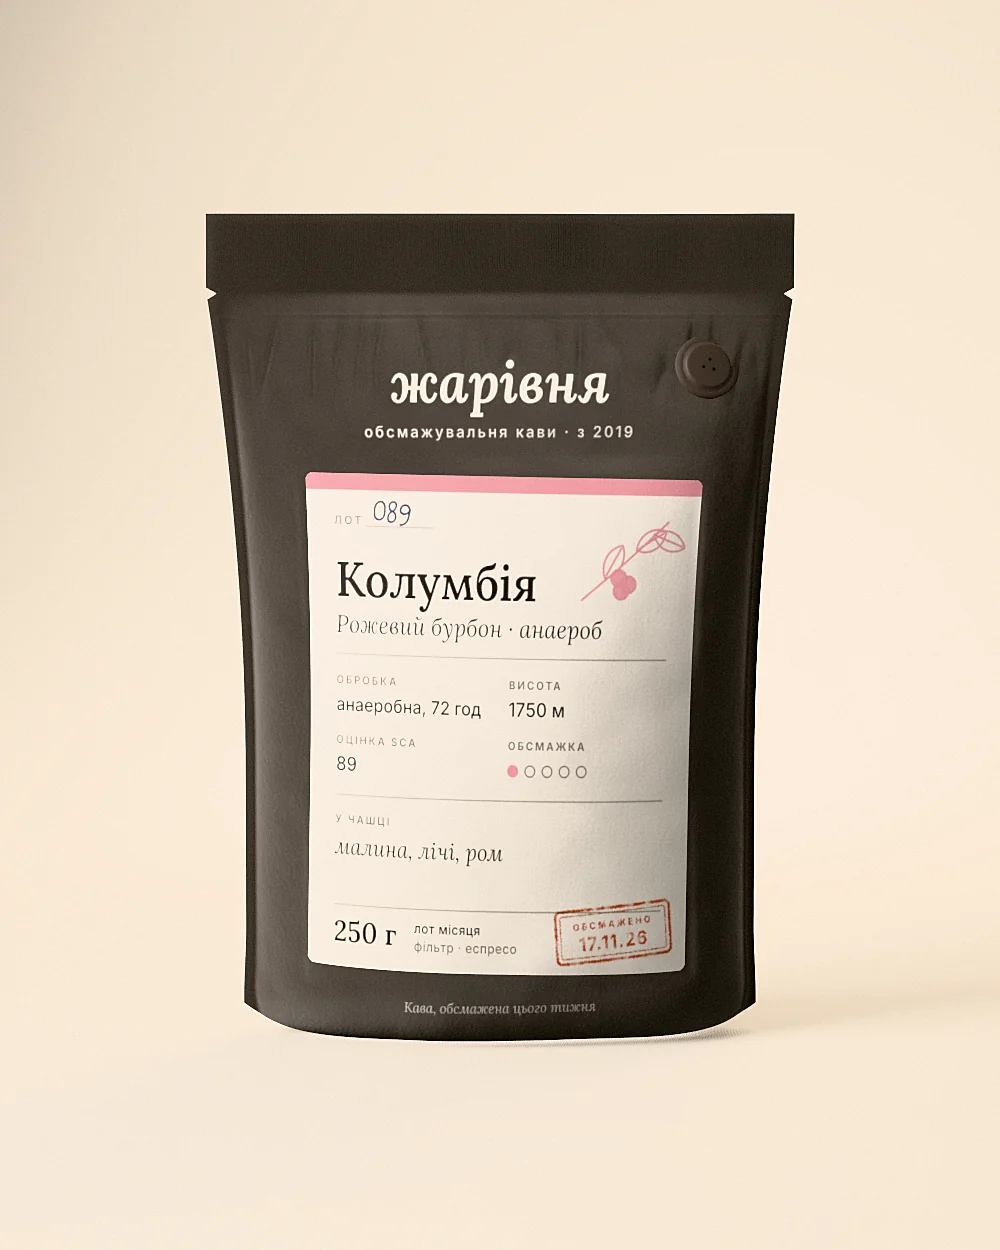 жарівня
обсмажувальня кави · з 2019
ЛОТ 089
Колумбія
Рожевий бурбон · анаероб
ОБРОБКА
анаеробна, 72 год
ВИСОТА
1750 м
ОЦІНКА SCA
89
ОБСМАЖКА
У ЧАШЦІ
малина, лічі, ром
250 г
лот місяця
фільтр · еспресо
ОБСМАЖЕНО
17.11.26
Кава, обсмажена цього тижня